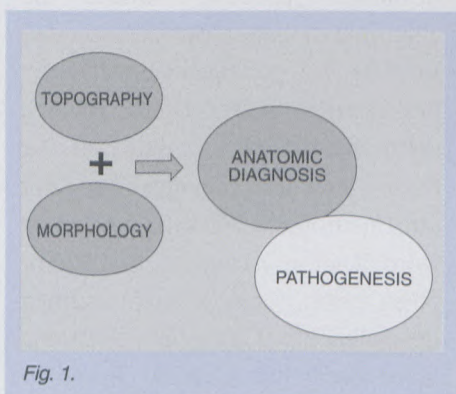 TOPOGRAPHY
+
MORPHOLOGY
ANATOMIC
DIAGNOSIS
PATHOGENESIS
Fig. 1.